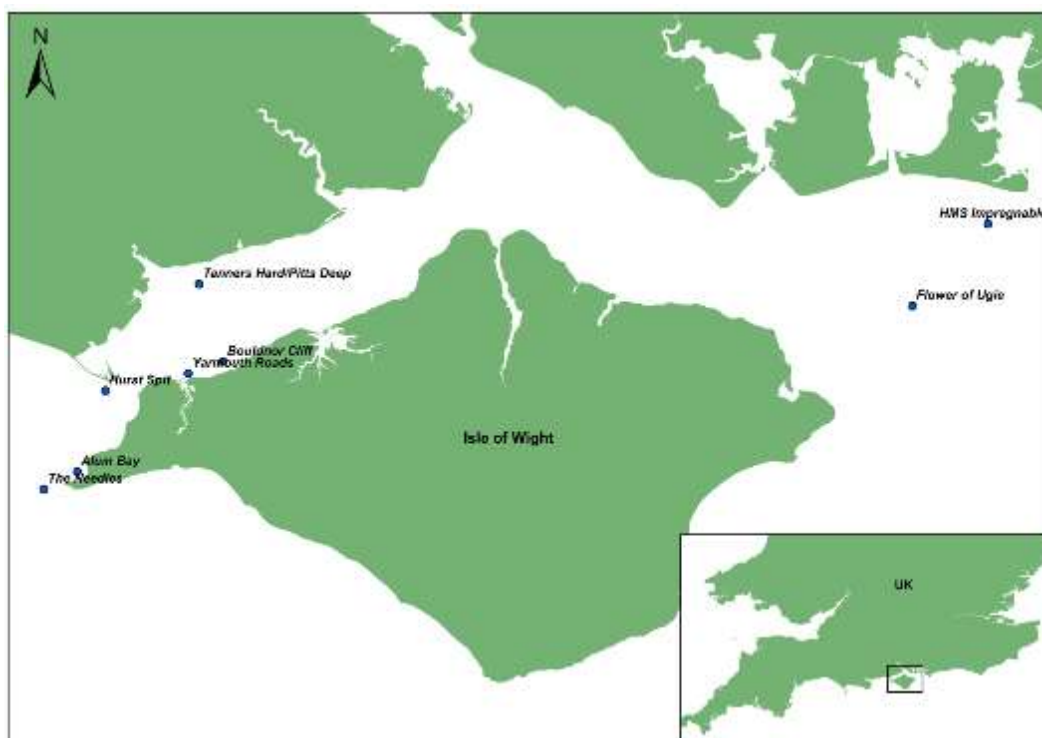 N
HMS Impregnable
Tanners Hard/Pitts Deep
Flower of Ugie
Bouldnor Cliff
Yarmouth Roads
Hurst Spit
Isle of Wight
Alum Bay
The Needles
UK